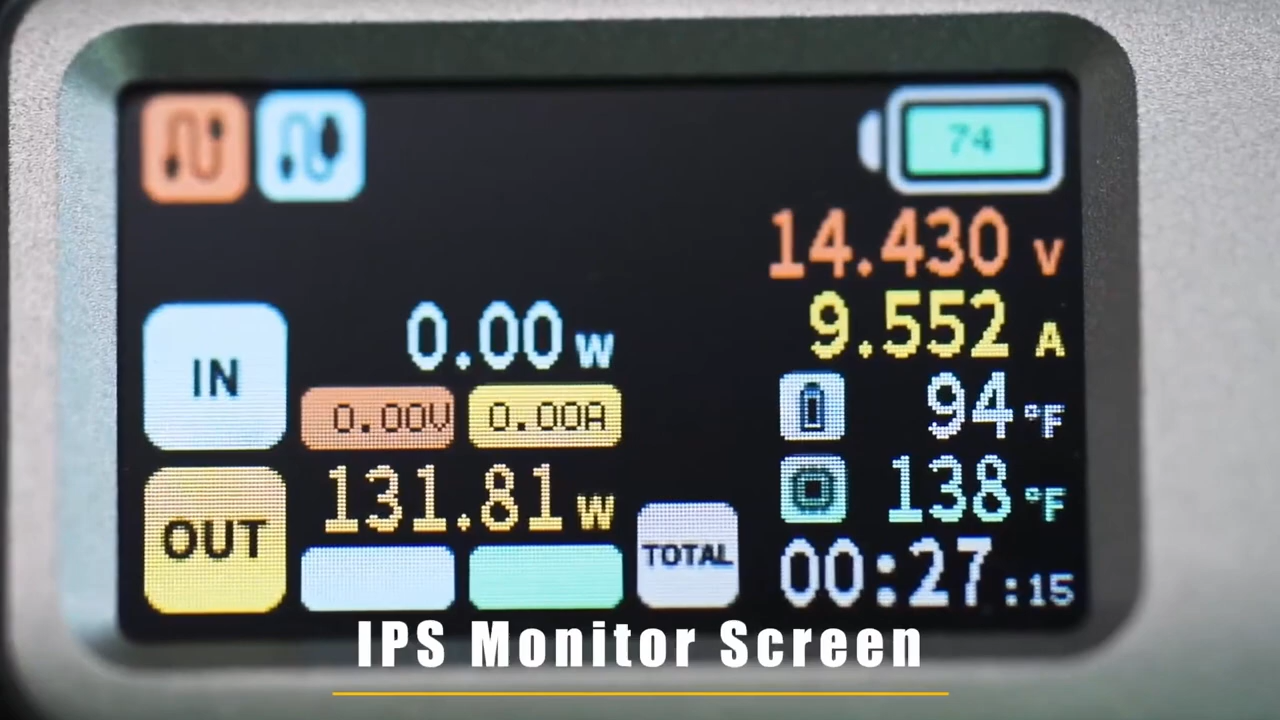 74
14.430 V
9.552 A
IN
0.00 W
0.00V 0.00A
94 °F
OUT
131.81 W
138 °F
TOTAL
00:27:15
IPS Monitor Screen